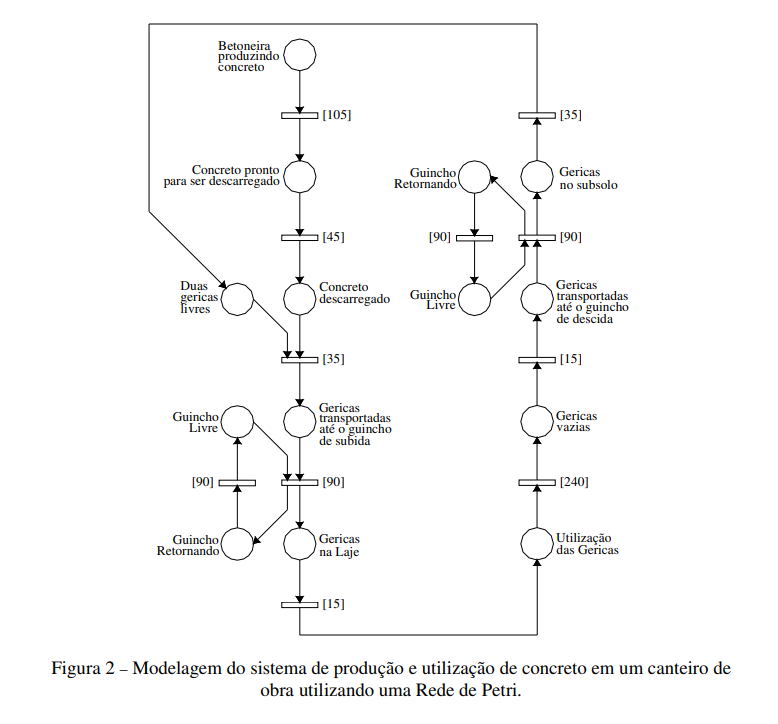 Betoneira
produzindo
concreto
[105]
Concreto pronto
para ser descarregado
[45]
Duas
gericas
livres
Concreto
descarregado
[35]
Guincho
Livre
Gericas
transportadas
até o guincho
de subida
[90]
[90]
Guincho
Retornando
Gericas
na Laje
[15]
[35]
Guincho
Retornando
Gericas
no subsolo
[90]
[90]
Guincho
Livre
Gericas
transportadas
até o guincho
de descida
[15]
Gericas
vazias
[240]
Utilização
das Gericas
Figura 2 – Modelagem do sistema de produção e utilização de concreto em um canteiro de
obra utilizando uma Rede de Petri.